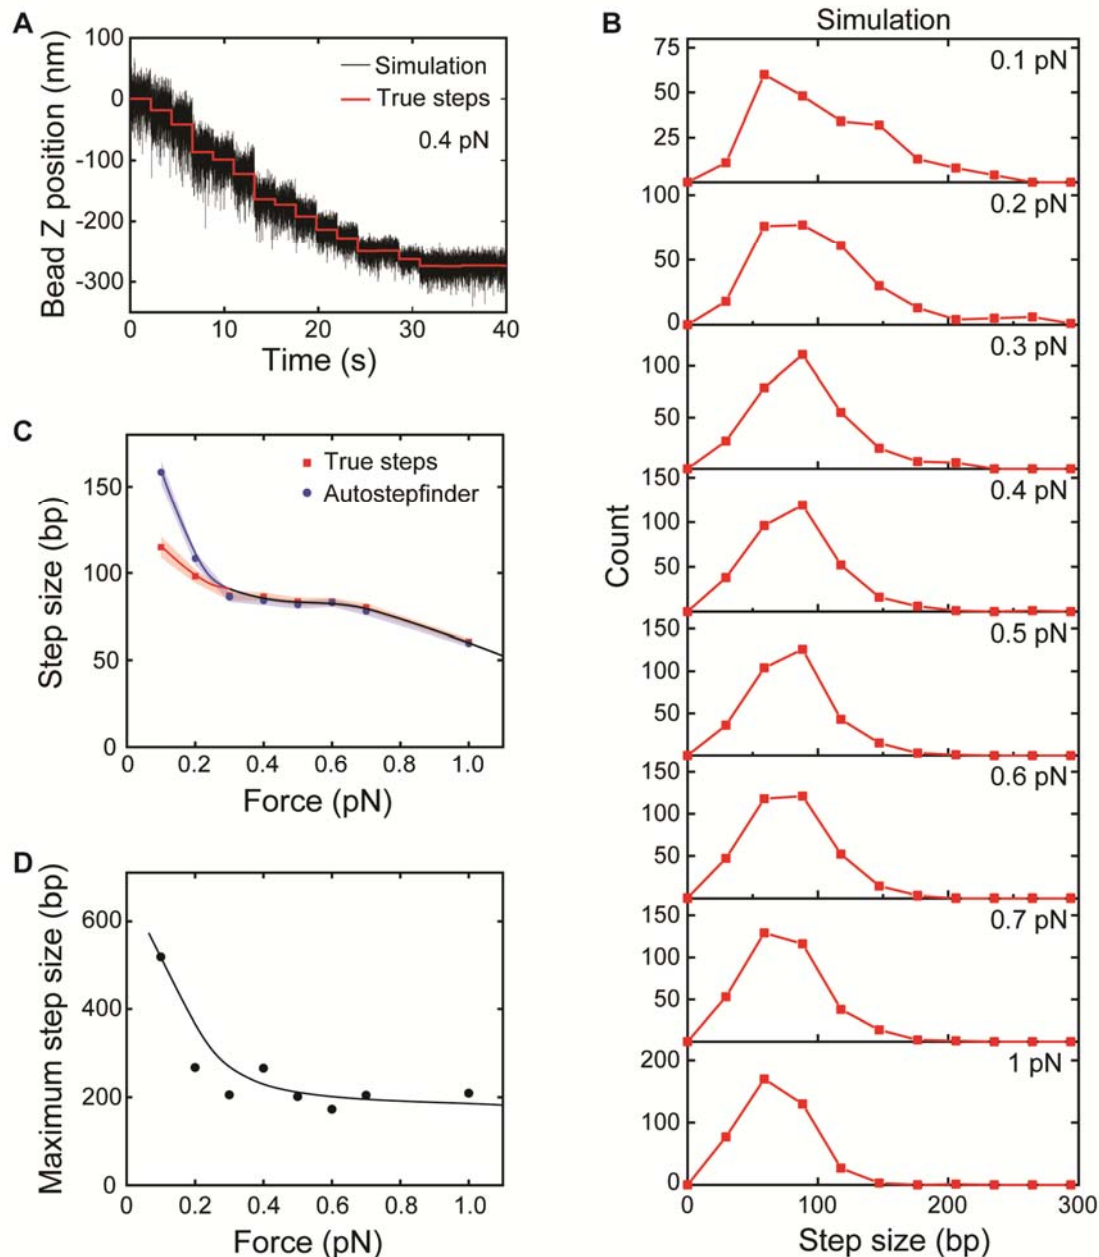 A
100
0
-100
-200
-300
Bead Z position (nm)
Simulation
True steps
0.4 pN
0
10
20
30
40
Time (s)
C
150
100
50
0
Step size (bp)
True steps
Autostepfinder
0
0.2
0.4
0.6
0.8
1.0
Force (pN)
D
600
400
200
0
Maximum step size (bp)
0
0.2
0.4
0.6
0.8
1.0
Force (pN)
B
Simulation
75
50
25
0.1 pN
100
50
0
0.2 pN
100
50
0.3 pN
150
100
50
0.4 pN
150
100
50
0.5 pN
150
100
50
0.6 pN
150
100
50
0.7 pN
200
100
0
1 pN
Count
0
100
200
300
Step size (bp)